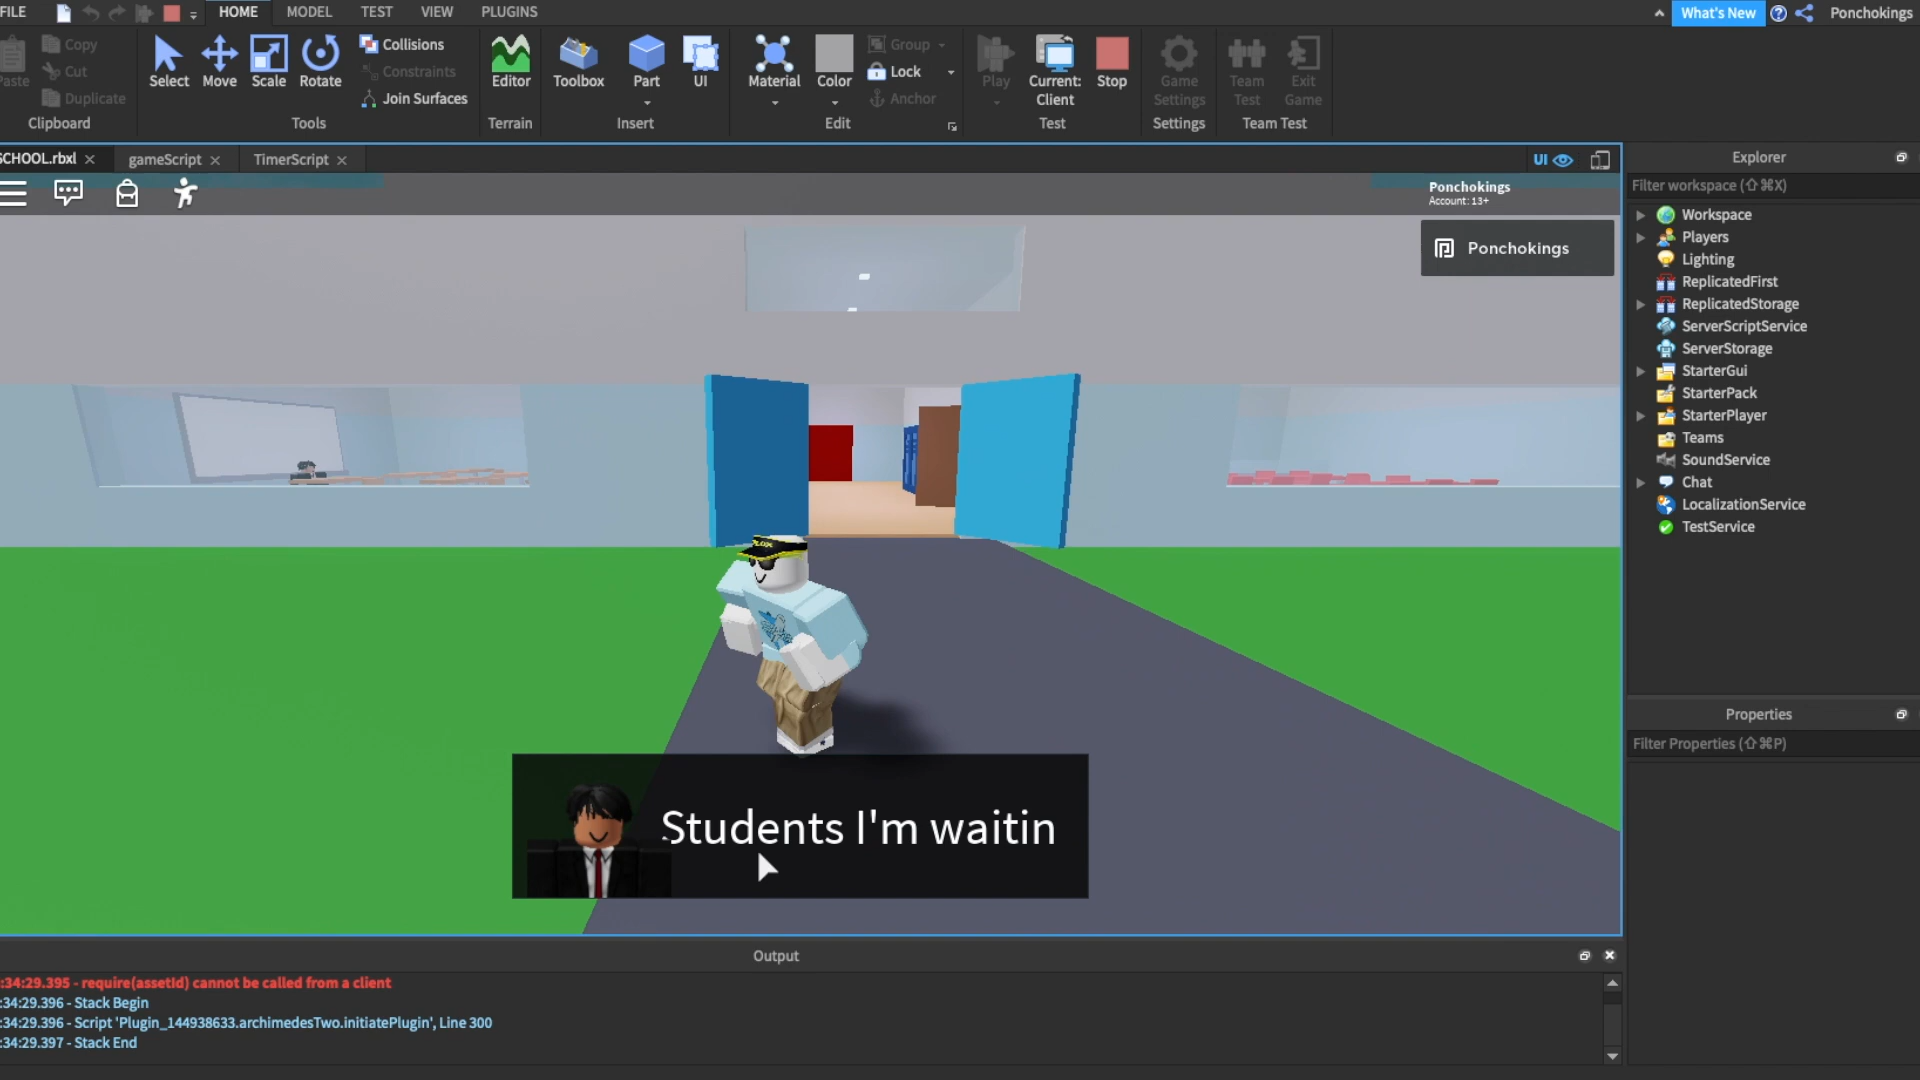 FILE
HOME
MODEL
TEST
VIEW
PLUGINS
What's New
Ponchokings
Copy
Cut
Duplicate
Clipboard
Select
Move
Scale
Rotate
Collisions
Constraints
Join Surfaces
Tools
Editor
Terrain
Toolbox
Part
UI
Insert
Material
Color
Group
Lock
Anchor
Edit
Play
Current:
Client
Stop
Test
Game
Settings
Settings
Team
Test
Exit
Game
Team Test
SCHOOL.rbxl
gameScript
TimerScript
UI
Ponchokings
Account: 13+
Ponchokings
Students I'm waitin
Explorer
Filter workspace (⇧⌘X)
Workspace
Players
Lighting
ReplicatedFirst
ReplicatedStorage
ServerScriptService
ServerStorage
StarterGui
StarterPack
StarterPlayer
Teams
SoundService
Chat
LocalizationService
TestService
Properties
Filter Properties (⇧⌘P)
Output
:34:29.395 - require(assetId) cannot be called from a client
:34:29.396 - Stack Begin
:34:29.396 - Script 'Plugin_144938633.archimedesTwo.initiatePlugin', Line 300
:34:29.397 - Stack End